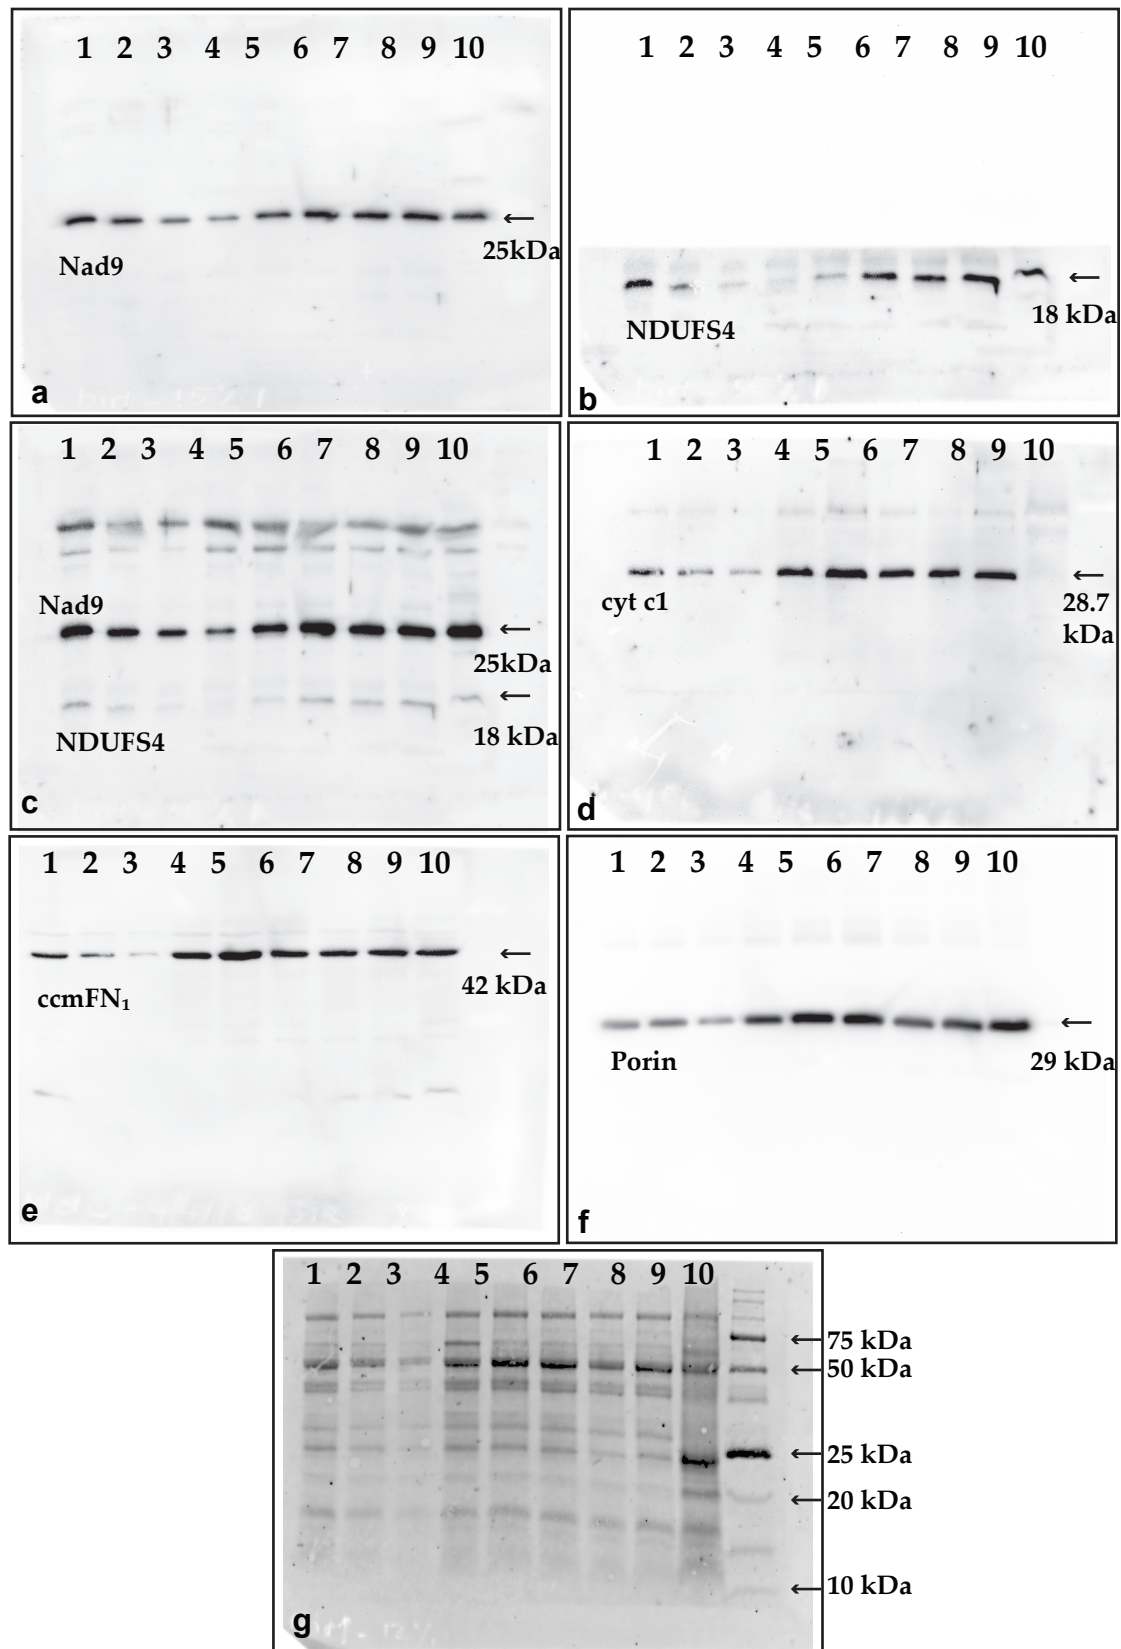 1 2 3 4 5 6 7 8 9 10
Nad9
25kDa
a
1 2 3 4 5 6 7 8 9 10
NDUFS4
18 kDa
b
1 2 3 4 5 6 7 8 9 10
Nad9
25kDa
NDUFS4
18 kDa
c
1 2 3 4 5 6 7 8 9 10
cyt c1
28.7
kDa
d
1 2 3 4 5 6 7 8 9 10
ccmFN₁
42 kDa
e
1 2 3 4 5 6 7 8 9 10
Porin
29 kDa
f
1 2 3 4 5 6 7 8 9 10
75 kDa
50 kDa
25 kDa
20 kDa
10 kDa
g